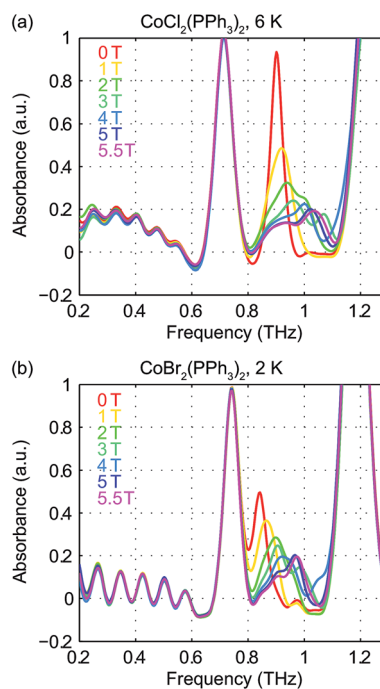 (a) CoCl₂(PPh₃)₂, 6 K
1
0.8
0.6
0.4
0.2
0
−0.2
Absorbance (a.u.)
0 T
1 T
2 T
3 T
4 T
5 T
5.5T
0.2 0.4 0.6 0.8 1 1.2
Frequency (THz)
(b) CoBr₂(PPh₃)₂, 2 K
1
0.8
0.6
0.4
0.2
0
−0.2
Absorbance (a.u.)
0 T
1 T
2 T
3 T
4 T
5 T
5.5T
0.2 0.4 0.6 0.8 1 1.2
Frequency (THz)